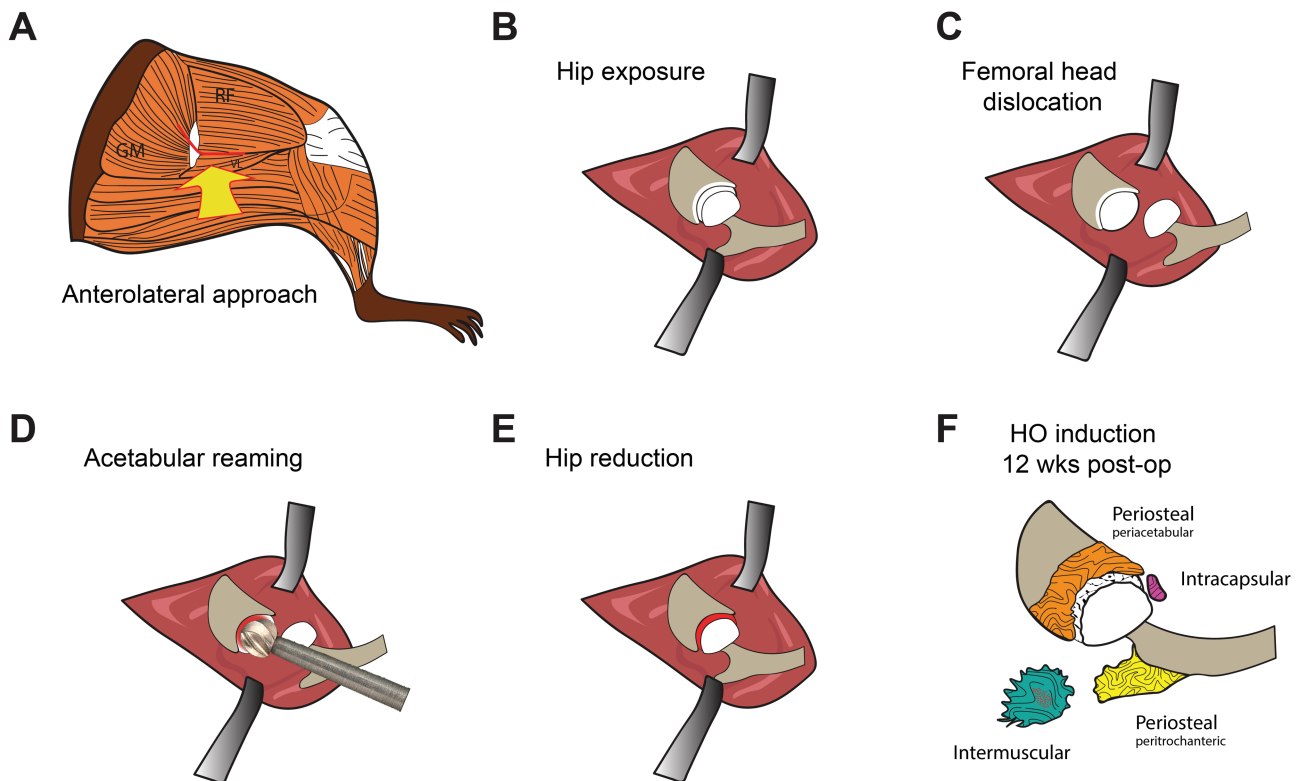 A
RF
GM
VL
Anterolateral approach
B
Hip exposure
C
Femoral head
dislocation
D
Acetabular reaming
E
Hip reduction
F
HO induction
12 wks post-op
Periosteal
periacetabular
Intracapsular
Periosteal
peritrochanteric
Intermuscular